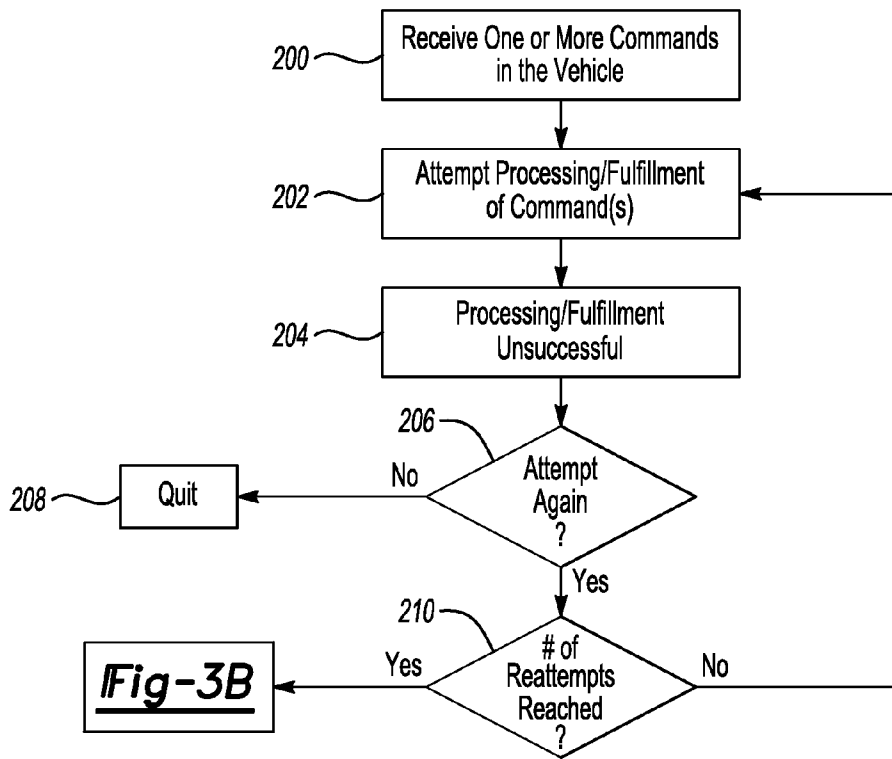 Receive One or More Commands
in the Vehicle
200
Attempt Processing/Fulfillment
of Command(s)
202
Processing/Fulfillment
Unsuccessful
204
206
Attempt
Again
?
No
Quit
208
Yes
210
# of
Reattempts
Reached
?
Yes
No
Fig-3B